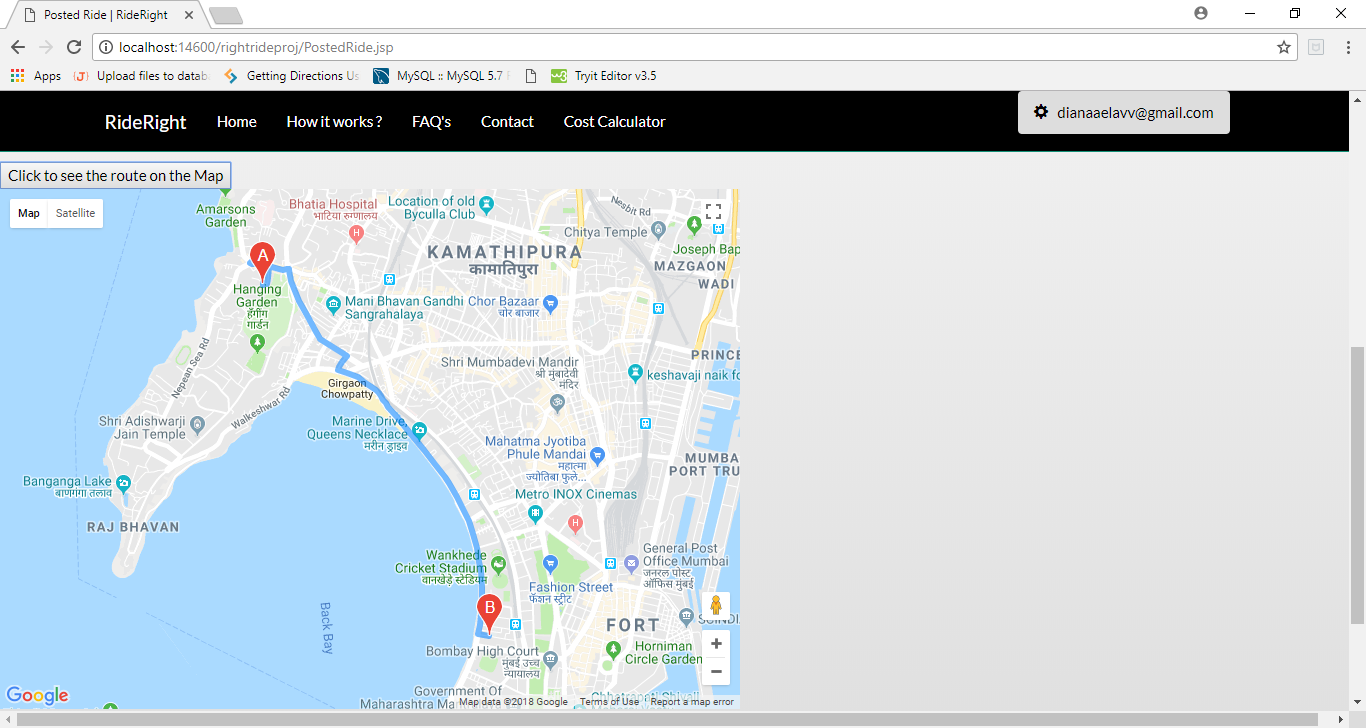 Posted Ride | RideRight
localhost:14600/rightrideproj/PostedRide.jsp
Apps
Upload files to datab
Getting Directions Us
MySQL :: MySQL 5.7
Tryit Editor v3.5
RideRight
Home
How it works ?
FAQ's
Contact
Cost Calculator
dianaaelavv@gmail.com
Click to see the route on the Map
Map
Satellite
Amarsons
Garden
Bhatia Hospital
भाटिया रुग्णालय
Location of old
Byculla Club
Nesbit Rd
Chitya Temple
Joseph Bap
KAMATHIPURA
कामातिपुरा
MAZGAON
WADI
A
Hanging
Garden
हँगींग
गार्डन
Mani Bhavan Gandhi
Sangrahalaya
Chor Bazaar
चोर बाजार
Nepean Sea Rd
Shri Mumbadevi Mandir
श्री मुंबादेवी
मंदिर
PRINCE
keshavaji naik fo
Girgaon
Chowpatty
Walkeshwar Rd
Shri Adishwarji
Jain Temple
Marine Drive,
Queens Necklace
मरीन ड्राइव
Mahatma Jyotiba
Phule Mandai
महात्मा
ज्योतिबा फुले...
MUMBA
PORT TRU
Banganga Lake
बाणगंगा तलाव
Metro INOX Cinemas
RAJ BHAVAN
Wankhede
Cricket Stadium
वानखेडे स्टेडियम
General Post
Office Mumbai
जनरल पोस्ट
ऑफिस मुंबई
Fashion Street
फॅशन स्ट्रीट
B
Back Bay
FORT
Bombay High Court
मुंबई उच्च
न्यायालय
Horniman
Circle Garden
Government Of
Maharashtra Ma
Chhatrapati Shivaji
Google
Map data ©2018 Google
Terms of Use
Report a map error